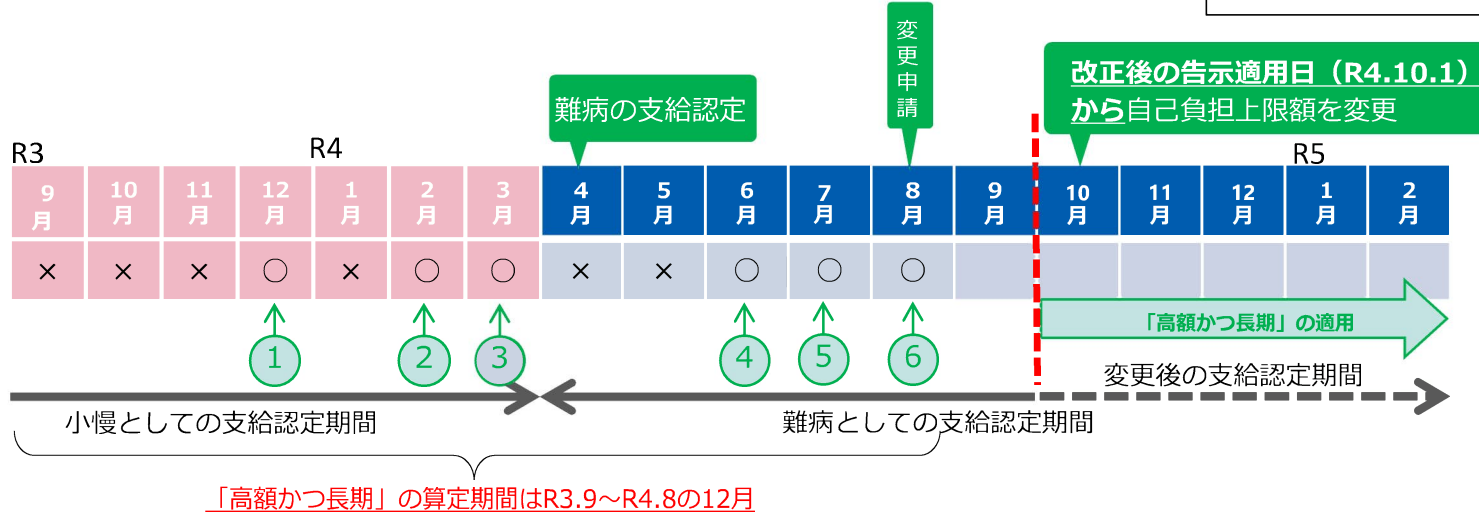 変更申請
改正後の告示適用日（R4.10.1）
から自己負担上限額を変更
難病の支給認定
R3 R4 R5
9月 10月 11月 12月 1月 2月 3月 4月 5月 6月 7月 8月 9月 10月 11月 12月 1月 2月
× × × ○ × ○ ○ × × ○ ○ ○
「高額かつ長期」の適用
1 2 3 4 5 6
変更後の支給認定期間
小慢としての支給認定期間 難病としての支給認定期間
「高額かつ長期」の算定期間はR3.9～R4.8の12月